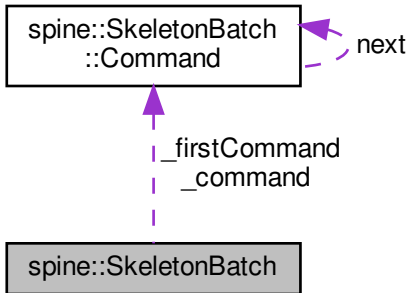 spine::SkeletonBatch
::Command
next
_firstCommand
_command
spine::SkeletonBatch